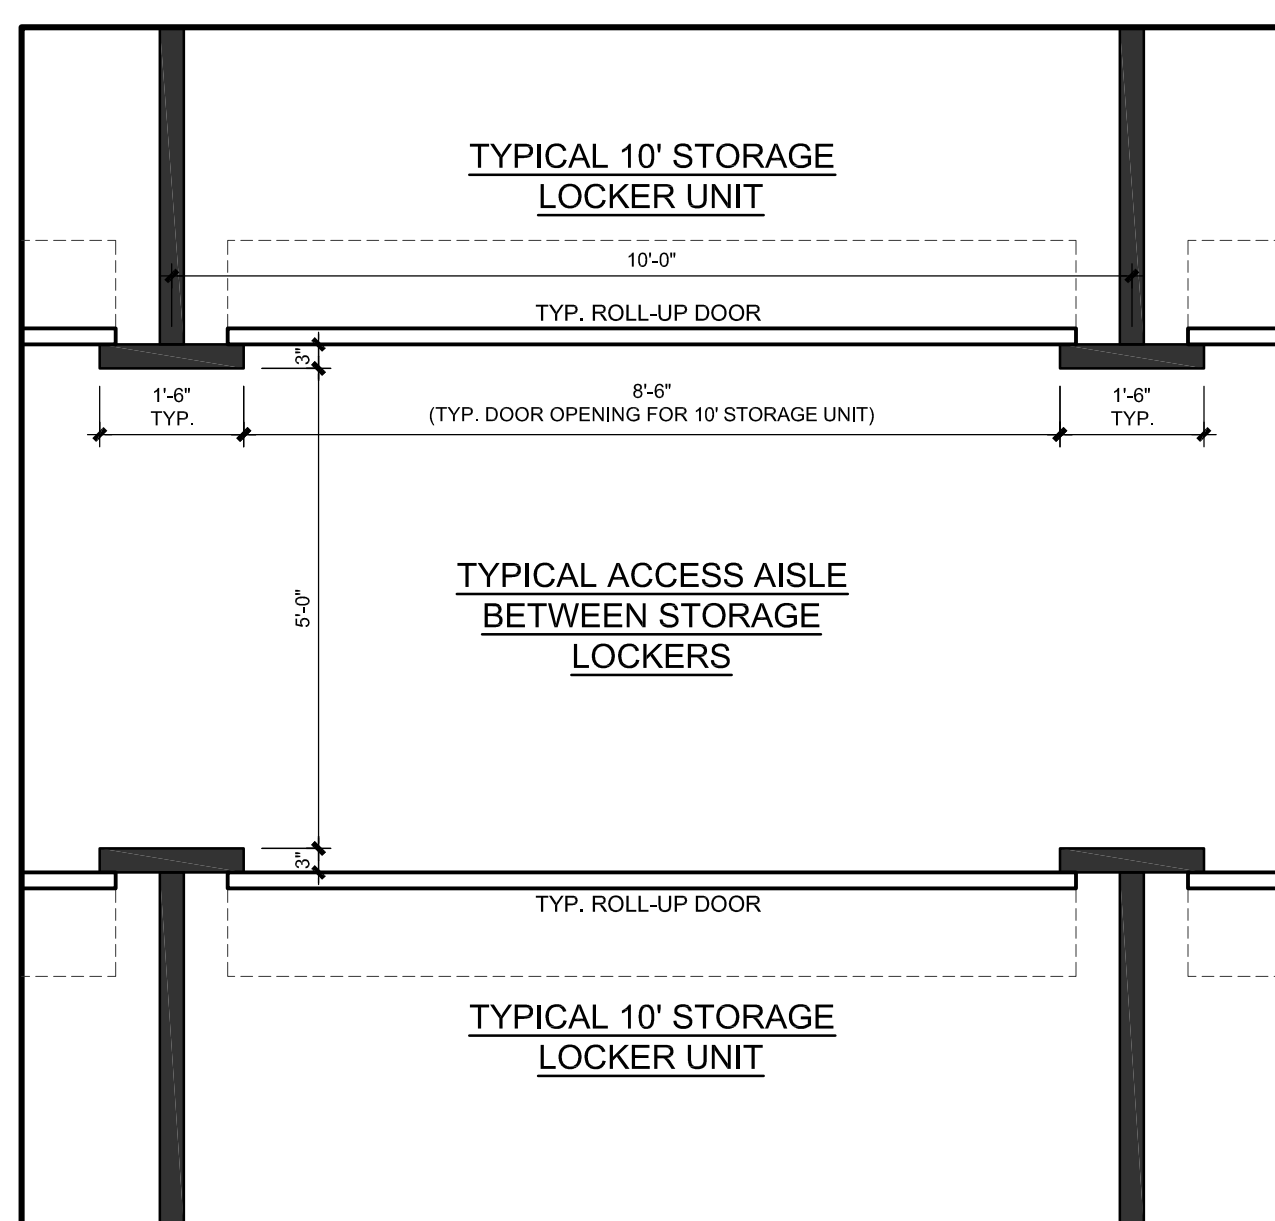 TYPICAL 10' STORAGE
LOCKER UNIT
10'-0"
TYP. ROLL-UP DOOR
3"
1'-6"
TYP.
8'-6"
(TYP. DOOR OPENING FOR 10' STORAGE UNIT)
1'-6"
TYP.
5'-0"
TYPICAL ACCESS AISLE
BETWEEN STORAGE
LOCKERS
3"
TYP. ROLL-UP DOOR
TYPICAL 10' STORAGE
LOCKER UNIT